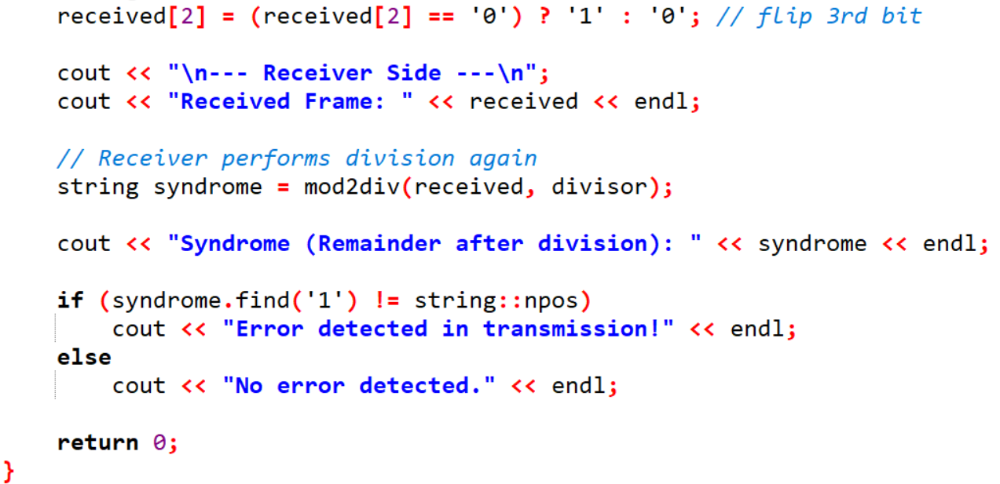 received[2] = (received[2] == '0') ? '1' : '0'; // flip 3rd bit
cout << "\n--- Receiver Side ---\n";
cout << "Received Frame: " << received << endl;
// Receiver performs division again
string syndrome = mod2div(received, divisor);
cout << "Syndrome (Remainder after division): " << syndrome << endl;
if (syndrome.find('1') != string::npos)
cout << "Error detected in transmission!" << endl;
else
cout << "No error detected." << endl;
return 0;
}